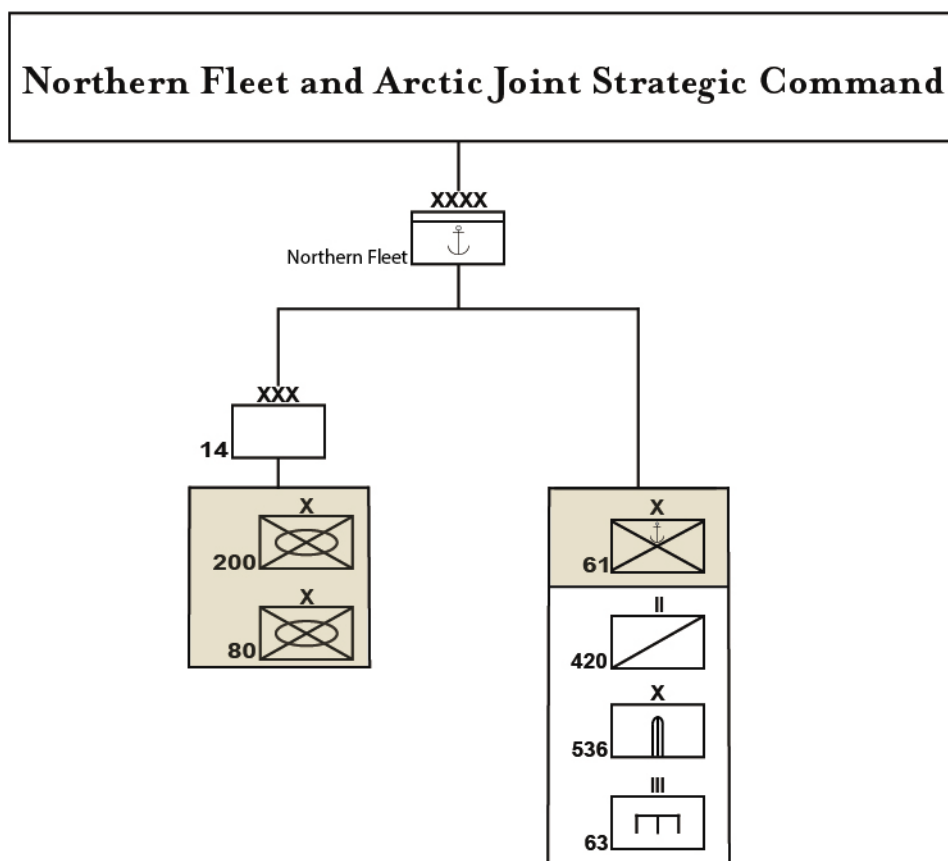 Northern Fleet and Arctic Joint Strategic Command
XXXX
Northern Fleet
XXX
14
X
200
X
80
X
61
II
420
X
536
III
63